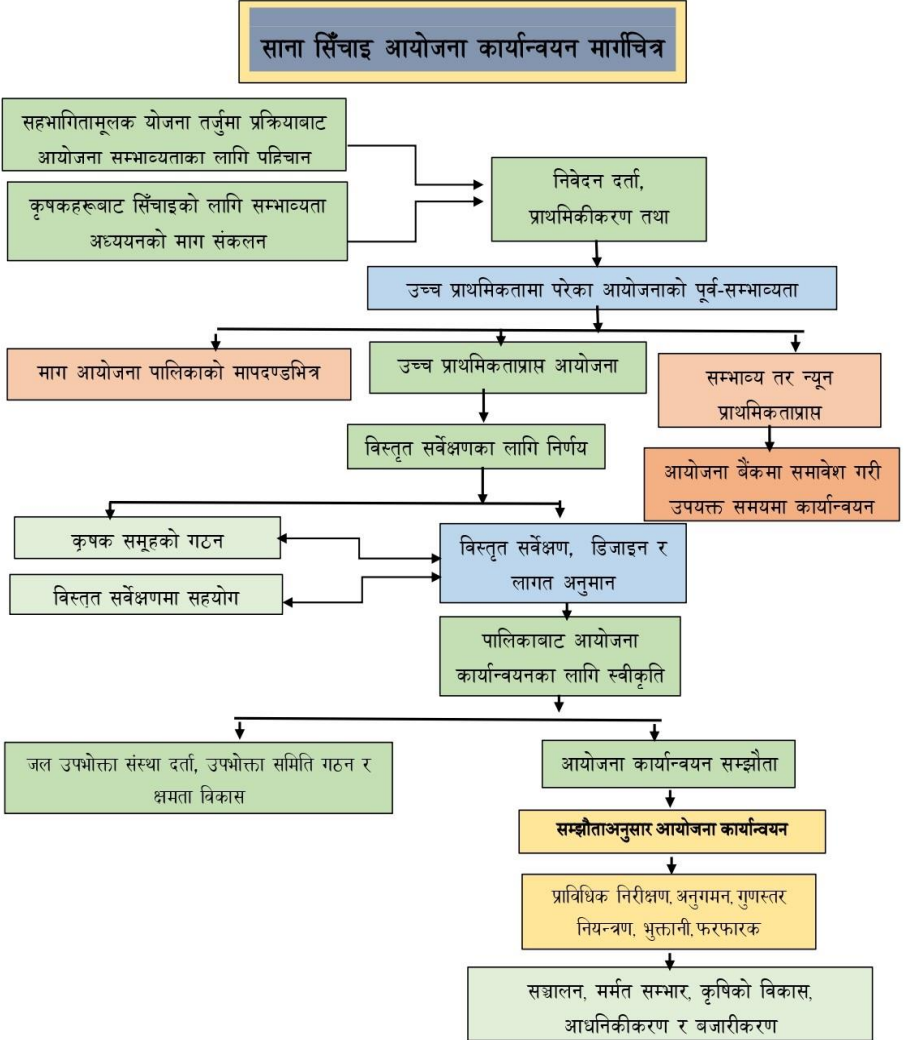 साना सिँचाइ आयोजना कार्यान्वयन मार्गचित्र
सहभागितामूलक योजना तर्जुमा प्रक्रियाबाट
आयोजना सम्भाव्यताका लागि पहिचान
कृषकहरूबाट सिँचाइको लागि सम्भाव्यता
अध्ययनको माग संकलन
निवेदन दर्ता,
प्राथमिकीकरण तथा
उच्च प्राथमिकतामा परेका आयोजनाको पूर्व-सम्भाव्यता
माग आयोजना पालिकाको मापदण्डभित्र
उच्च प्राथमिकताप्राप्त आयोजना
सम्भाव्य तर न्यून
प्राथमिकताप्राप्त
विस्तृत सर्वेक्षणका लागि निर्णय
आयोजना बैंकमा समावेश गरी
उपयक्त समयमा कार्यान्वयन
कृषक समूहको गठन
विस्तृत सर्वेक्षणमा सहयोग
विस्तृत सर्वेक्षण, डिजाइन र
लागत अनुमान
पालिकाबाट आयोजना
कार्यान्वयनका लागि स्वीकृति
जल उपभोक्ता संस्था दर्ता, उपभोक्ता समिति गठन र
क्षमता विकास
आयोजना कार्यान्वयन सम्झौता
सम्झौताअनुसार आयोजना कार्यान्वयन
प्राविधिक निरीक्षण, अनुगमन, गुणस्तर
नियन्त्रण, भुक्तानी, फरफारक
सञ्चालन, मर्मत सम्भार, कृषिको विकास,
आधनिकीकरण र बजारीकरण